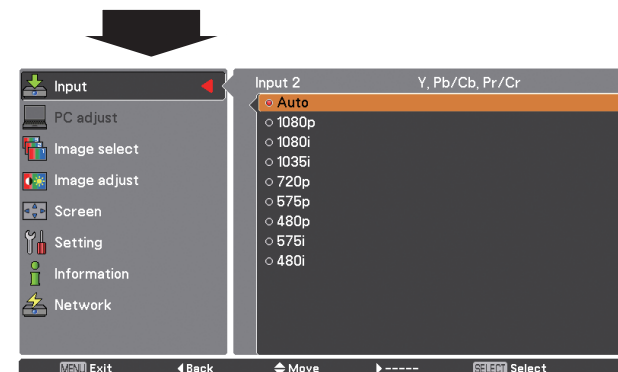 Input
PC adjust
Image select
Image adjust
Screen
Setting
Information
Network
Input 2 Y, Pb/Cb, Pr/Cr
Auto
1080p
1080i
1035i
720p
575p
480p
575i
480i
MENU Exit Back Move ----- SELECT Select